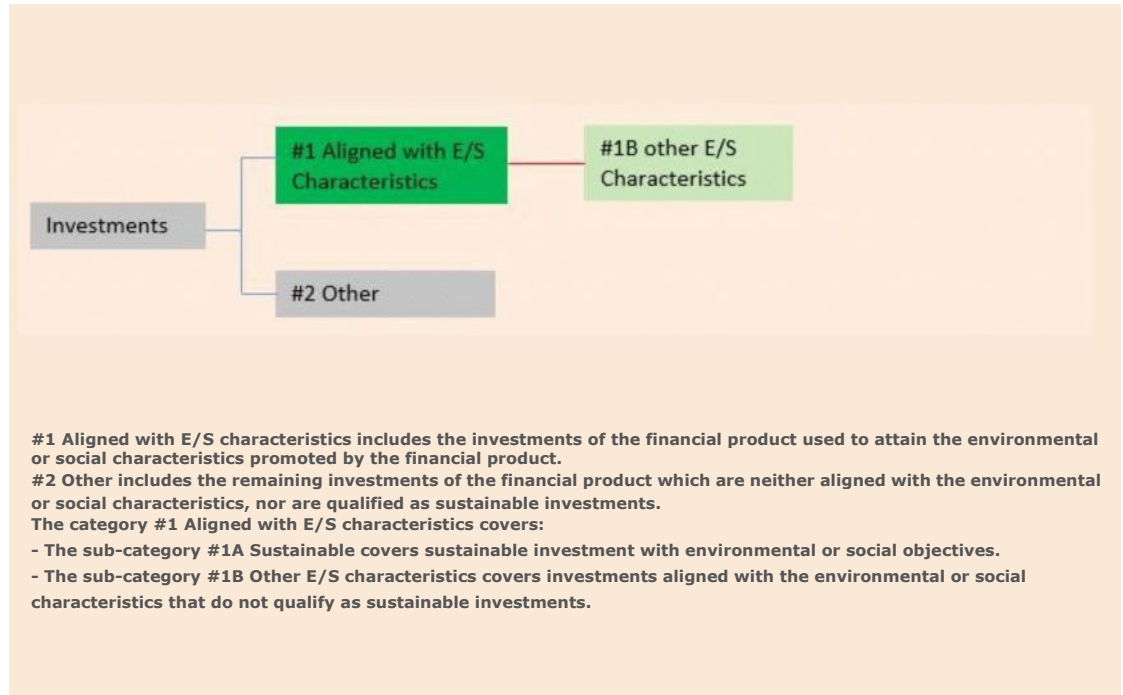 #1 Aligned with E/S
Characteristics
#1B other E/S
Characteristics
Investments
#2 Other
#1 Aligned with E/S characteristics includes the investments of the financial product used to attain the environmental
or social characteristics promoted by the financial product.
#2 Other includes the remaining investments of the financial product which are neither aligned with the environmental
or social characteristics, nor are qualified as sustainable investments.
The category #1 Aligned with E/S characteristics covers:
- The sub-category #1A Sustainable covers sustainable investment with environmental or social objectives.
- The sub-category #1B Other E/S characteristics covers investments aligned with the environmental or social
characteristics that do not qualify as sustainable investments.